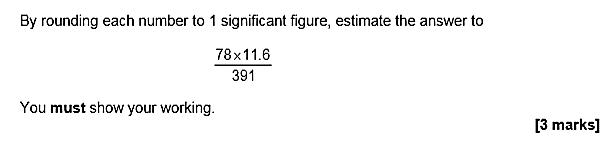 By rounding each number to 1 significant figure, estimate the answer to
78×11.6
391
You must show your working.
[3 marks]